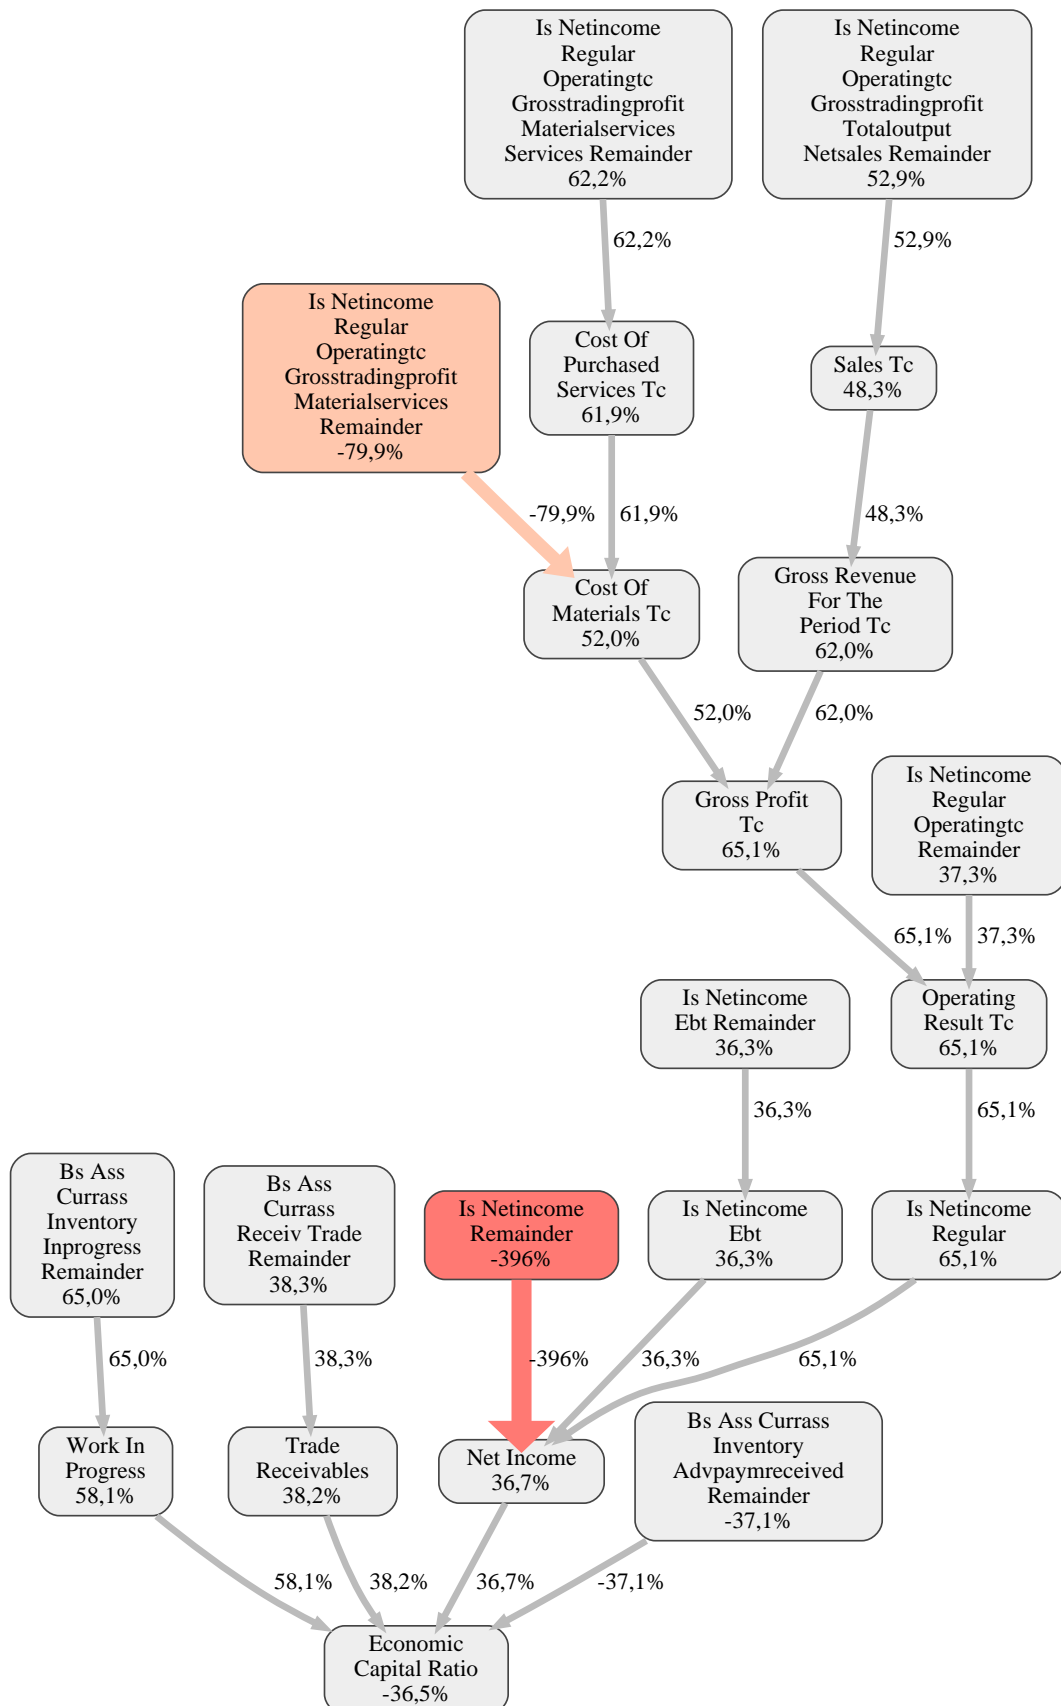 Is Netincome
Regular
Operatingtc
Grosstradingprofit
Materialservices
Services Remainder
62,2%
Is Netincome
Regular
Operatingtc
Grosstradingprofit
Totaloutput
Netsales Remainder
52,9%
62,2%
52,9%
Is Netincome
Regular
Operatingtc
Grosstradingprofit
Materialservices
Remainder
-79,9%
Cost Of
Purchased
Services Tc
61,9%
Sales Tc
48,3%
-79,9%
61,9%
48,3%
Cost Of
Materials Tc
52,0%
Gross Revenue
For The
Period Tc
62,0%
52,0%
62,0%
Gross Profit
Tc
65,1%
Is Netincome
Regular
Operatingtc
Remainder
37,3%
65,1%
37,3%
Is Netincome
Ebt Remainder
36,3%
Operating
Result Tc
65,1%
36,3%
65,1%
Bs Ass
Currass
Inventory
Inprogress
Remainder
65,0%
Bs Ass
Currass
Receiv Trade
Remainder
38,3%
Is Netincome
Remainder
-396%
Is Netincome
Ebt
36,3%
Is Netincome
Regular
65,1%
65,0%
38,3%
-396%
36,3%
65,1%
Work In
Progress
58,1%
Trade
Receivables
38,2%
Net Income
36,7%
Bs Ass Currass
Inventory
Advpaymreceived
Remainder
-37,1%
58,1%
38,2%
36,7%
-37,1%
Economic
Capital Ratio
-36,5%